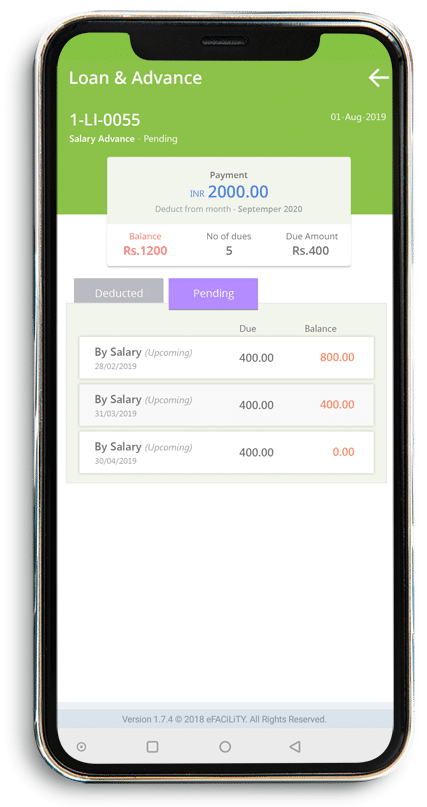 Loan & Advance
1-LI-0055
01-Aug-2019
Salary Advance - Pending
Payment
INR 2000.00
Deduct from month - Septemper 2020
Balance No of dues Due Amount
Rs.1200 5 Rs.400
Deducted Pending
Due Balance
By Salary (Upcoming)
28/02/2019
400.00 800.00
By Salary (Upcoming)
31/03/2019
400.00 400.00
By Salary (Upcoming)
30/04/2019
400.00 0.00
Version 1.7.4 © 2018 eFACiLiTY. All Rights Reserved.